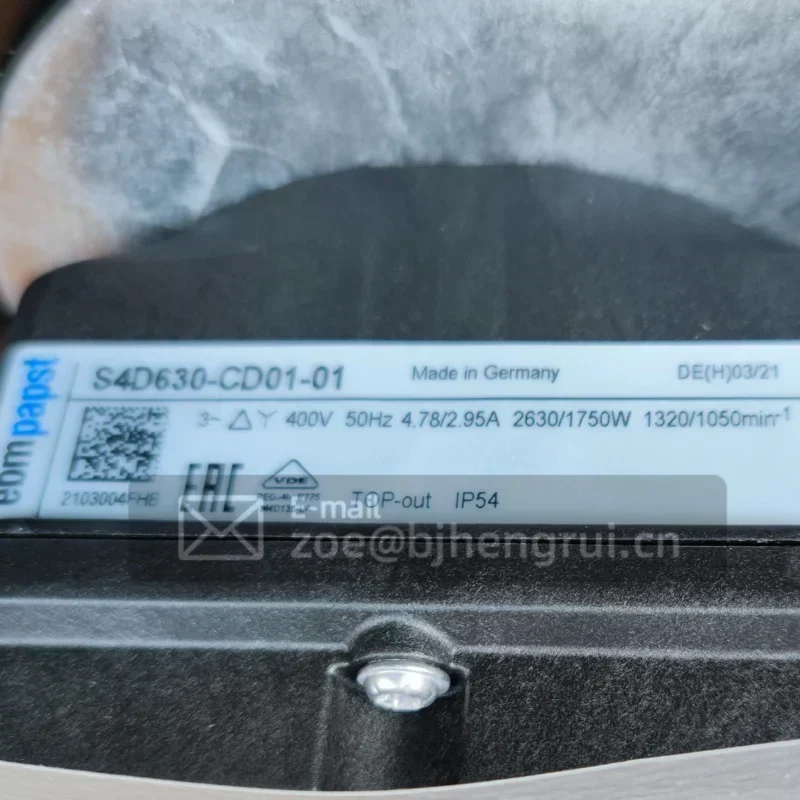 ebmpapst
S4D630-CD01-01 Made in Germany DE(H)03/21
3~ △ Y 400V 50Hz 4.78/2.95A 2630/1750W 1320/1050min-1
EAC VDE
2103004FHE TOP-out IP54
E-mail
zoe@bjhengrui.cn